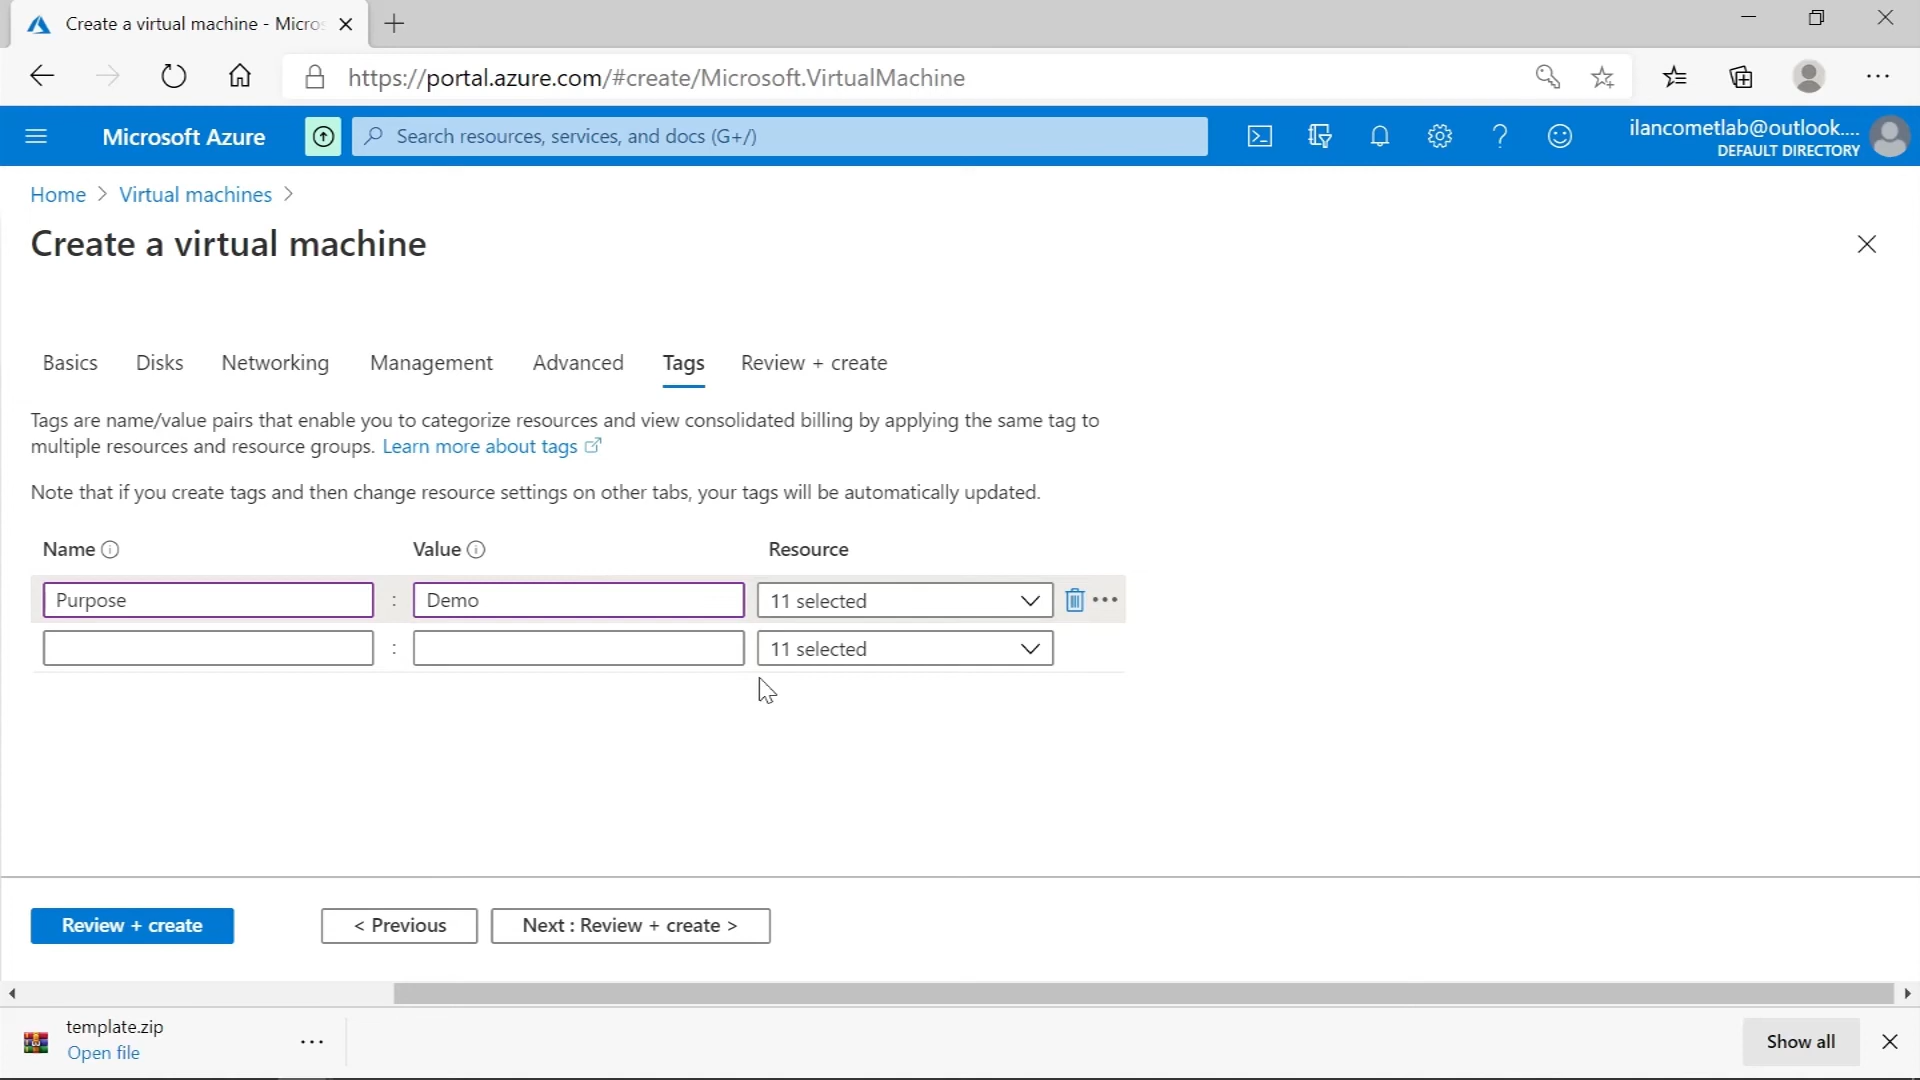 Create a virtual machine - Micros
https://portal.azure.com/#create/Microsoft.VirtualMachine
Microsoft Azure
Search resources, services, and docs (G+/)
ilancometlab@outlook....
DEFAULT DIRECTORY
Home > Virtual machines >
Create a virtual machine
Basics Disks Networking Management Advanced Tags Review + create
Tags are name/value pairs that enable you to categorize resources and view consolidated billing by applying the same tag to
multiple resources and resource groups. Learn more about tags
Note that if you create tags and then change resource settings on other tabs, your tags will be automatically updated.
Name Value Resource
Purpose : Demo 11 selected
: 11 selected
Review + create < Previous Next : Review + create >
template.zip
Open file
Show all